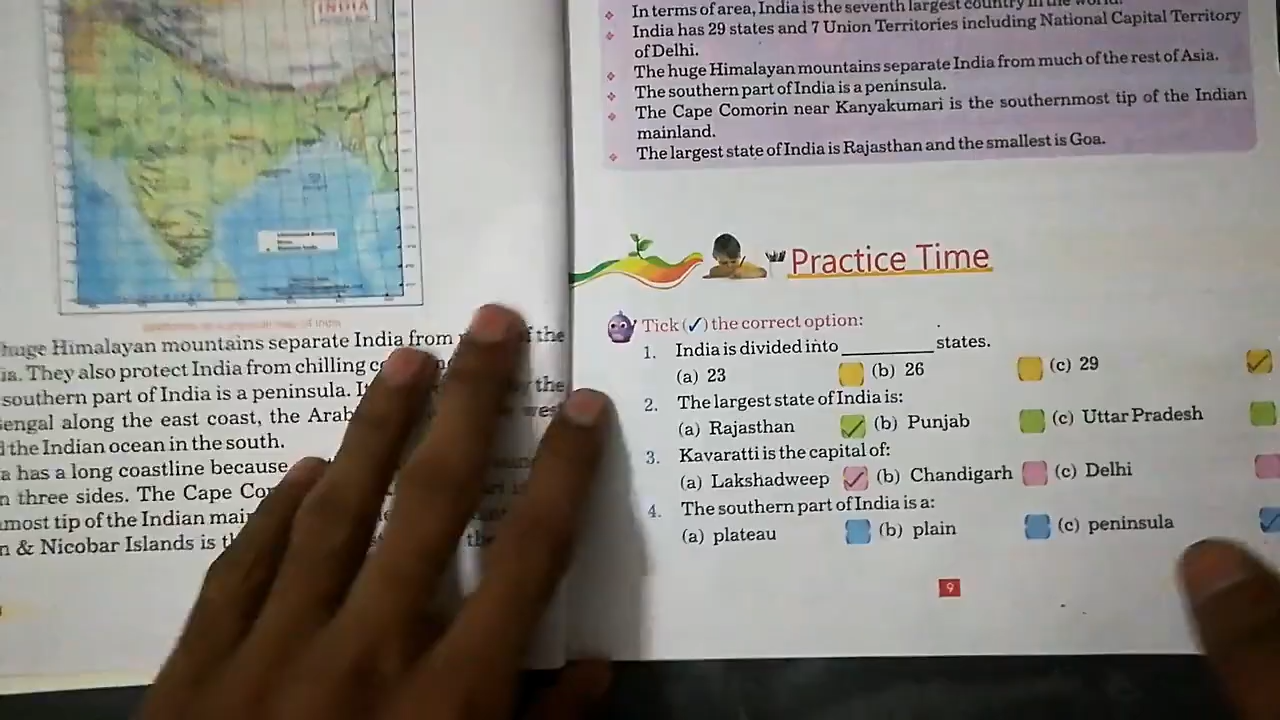 INDIA
huge Himalayan mountains separate India from the
ia. They also protect India from chilling
southern part of India is a peninsula. the
engal along the east coast, the Arab
the Indian ocean in the south.
a has a long coastline because
n three sides. The Cape
most tip of the Indian
n & Nicobar Islands is
In terms of area, India is the seventh largest country in the world.
India has 29 states and 7 Union Territories including National Capital Territory
of Delhi.
The huge Himalayan mountains separate India from much of the rest of Asia.
The southern part of India is a peninsula.
The Cape Comorin near Kanyakumari is the southernmost tip of the Indian
mainland.
The largest state of India is Rajasthan and the smallest is Goa.
Practice Time
Tick (✓) the correct option:
1. India is divided into ________ states.
(a) 23 (b) 26 (c) 29 ✓
2. The largest state of India is:
(a) Rajasthan ✓ (b) Punjab (c) Uttar Pradesh
3. Kavaratti is the capital of:
(a) Lakshadweep ✓ (b) Chandigarh (c) Delhi
4. The southern part of India is a:
(a) plateau (b) plain (c) peninsula ✓
9